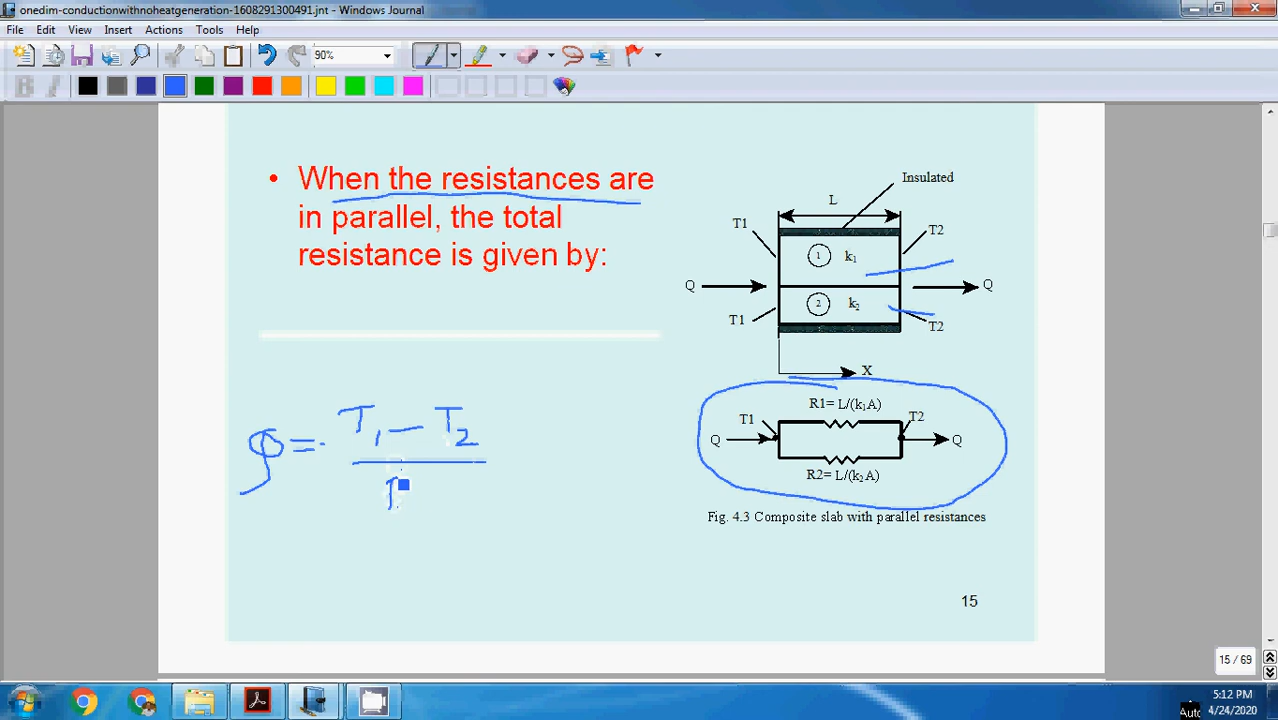 onedim-conductionwithnoheatgeneration-1608291300491.jnt - Windows Journal
File Edit View Insert Actions Tools Help
90%
• When the resistances are
in parallel, the total
resistance is given by:
Insulated
L
T1
T2
1 k1
Q
Q
2 k2
T1
T2
X
R1= L/(k1A)
T1
T2
Q
Q
R2= L/(k2A)
Fig. 4.3 Composite slab with parallel resistances
Q = T1 - T2
15
15 / 69
5:12 PM
4/24/2020
Auto